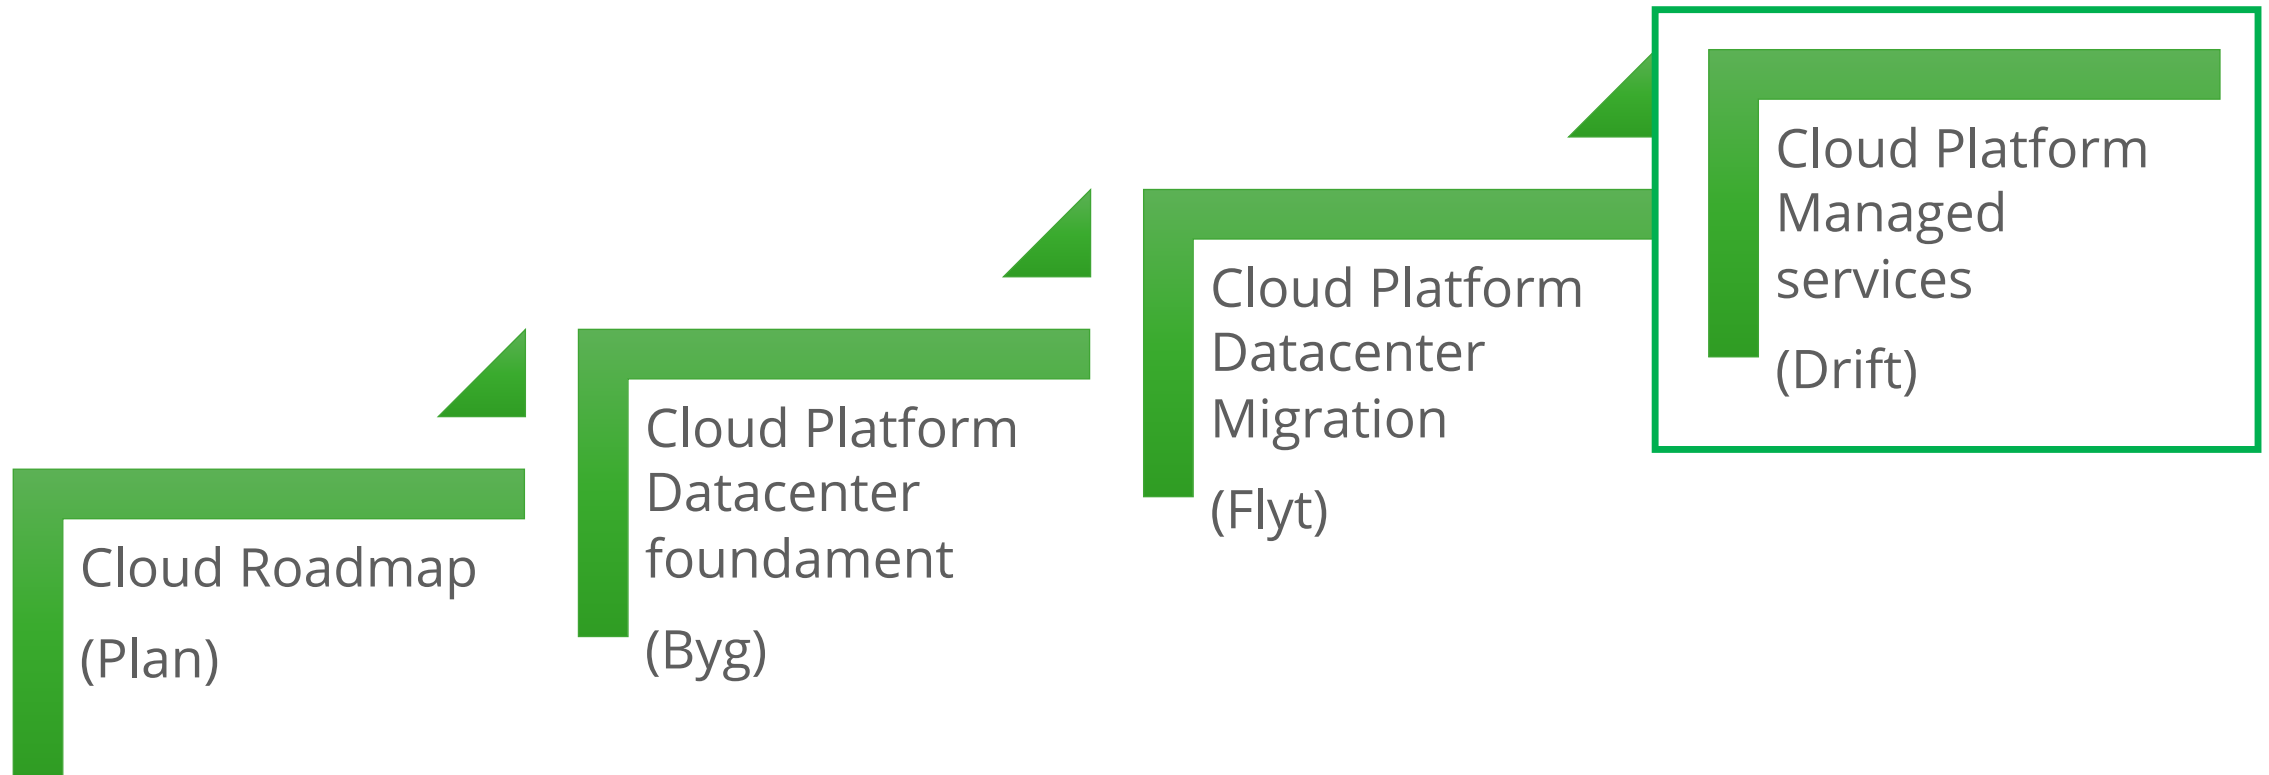 Cloud Roadmap
(Plan)
Cloud Platform
Datacenter
foundament
(Byg)
Cloud Platform
Datacenter
Migration
(Flyt)
Cloud Platform
Managed
services
(Drift)